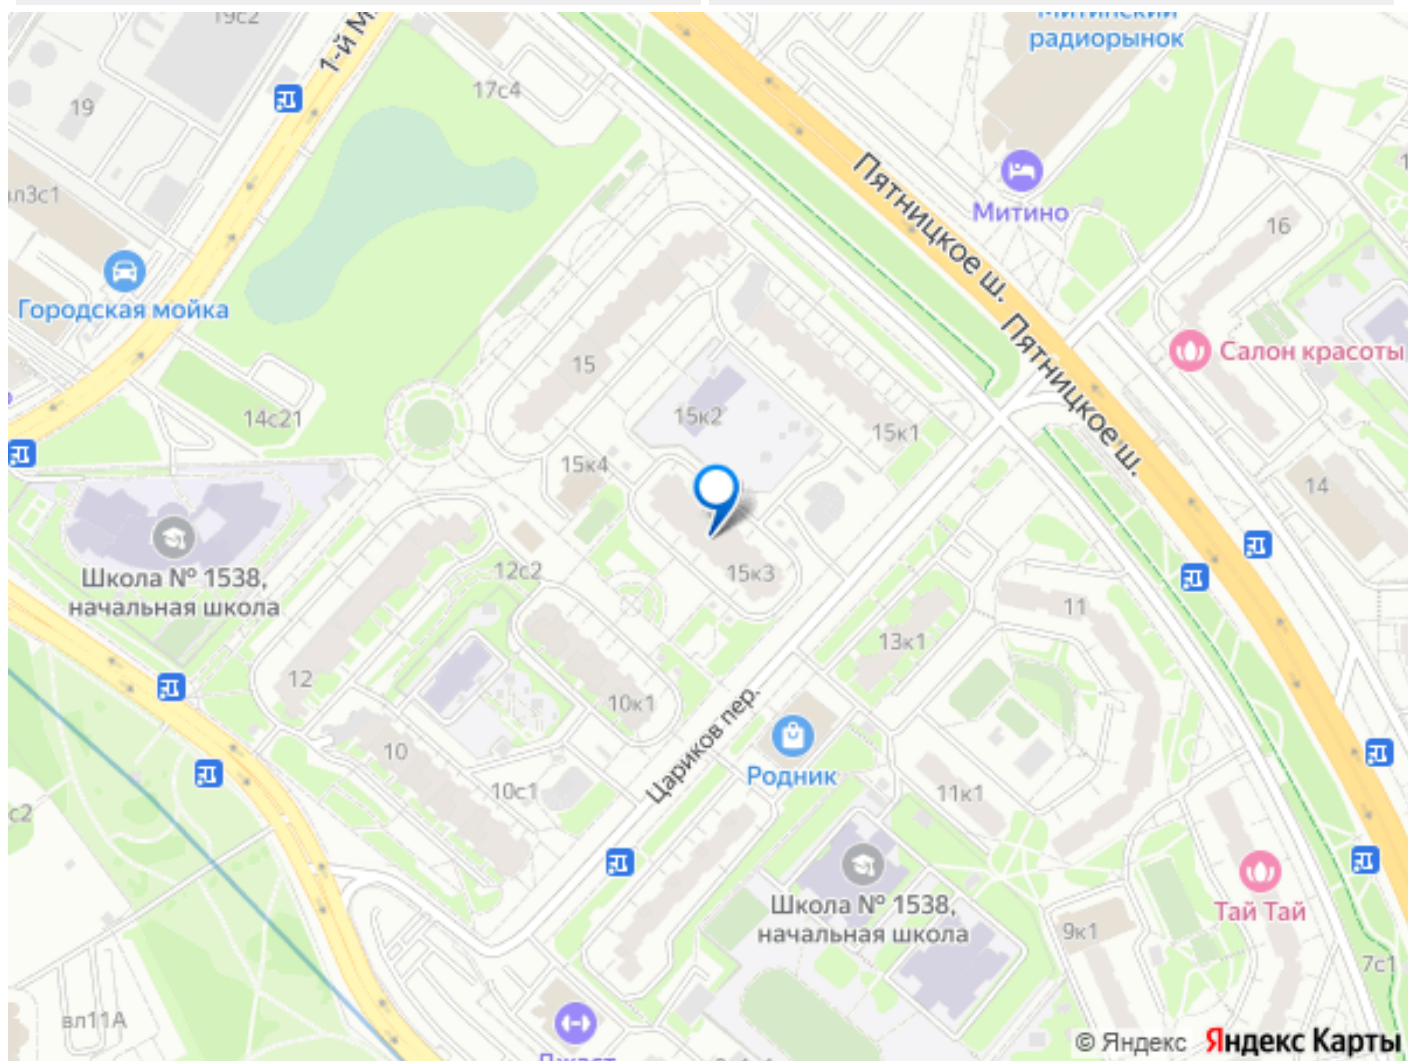 19с2
1-й М
Митинский
радиорынок
17с4
19
вл3с1
Пятницкое ш.
Митино
16
Городская мойка
Пятницкое ш.
Салон красоты
15
15к2
14с21
15к1
15к4
14
Школа № 1538,
начальная школа
12с2
15к3
11
13к1
12
10к1
Цариков пер.
10
Родник
10с1
11к1
с2
Школа № 1538,
начальная школа
Тай Тай
9к1
7с1
вл11А
© Яндекс Яндекс Карты